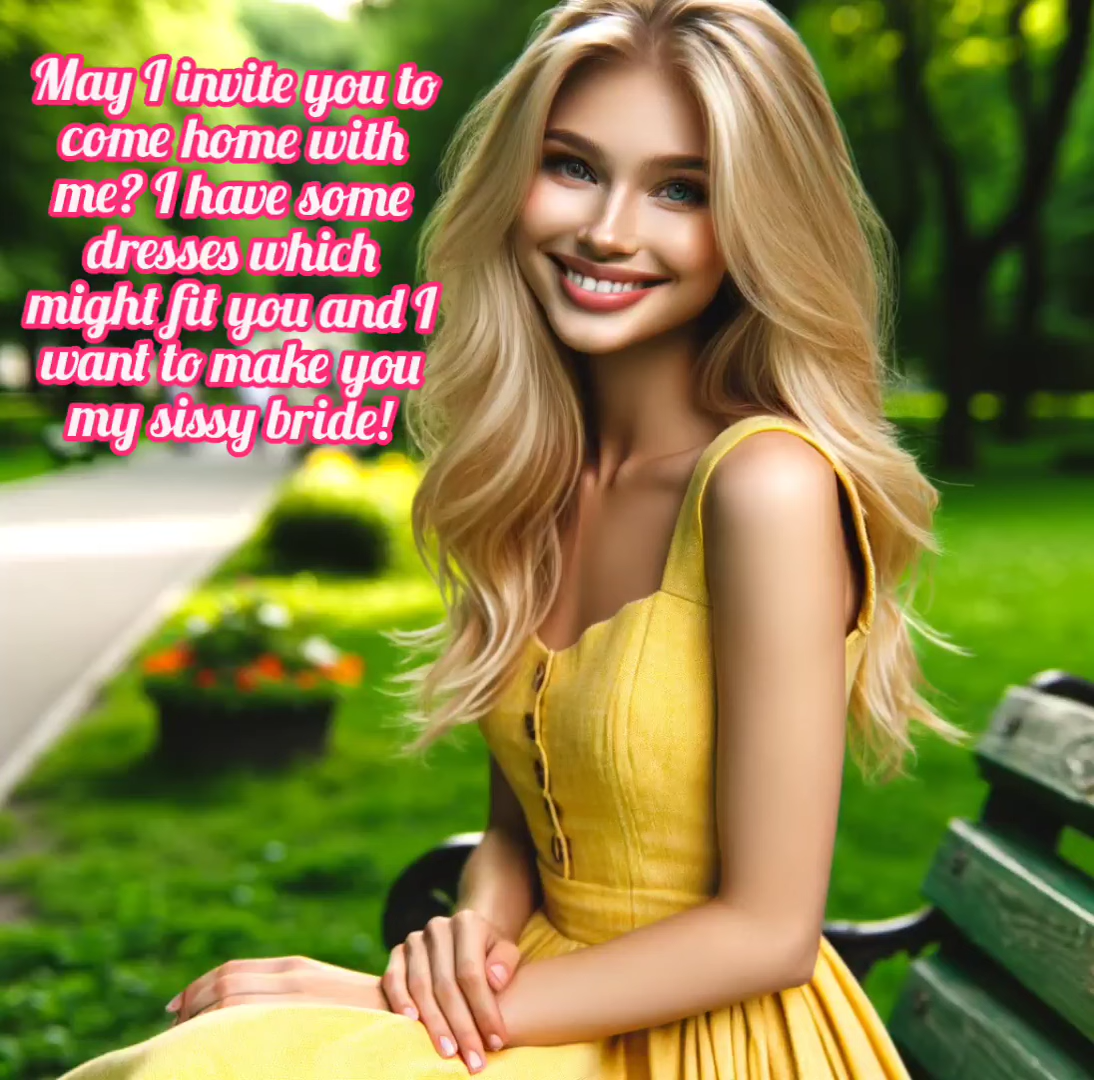 May I invite you to
come home with
me? I have some
dresses which
might fit you and I
want to make you
my sissy bride!